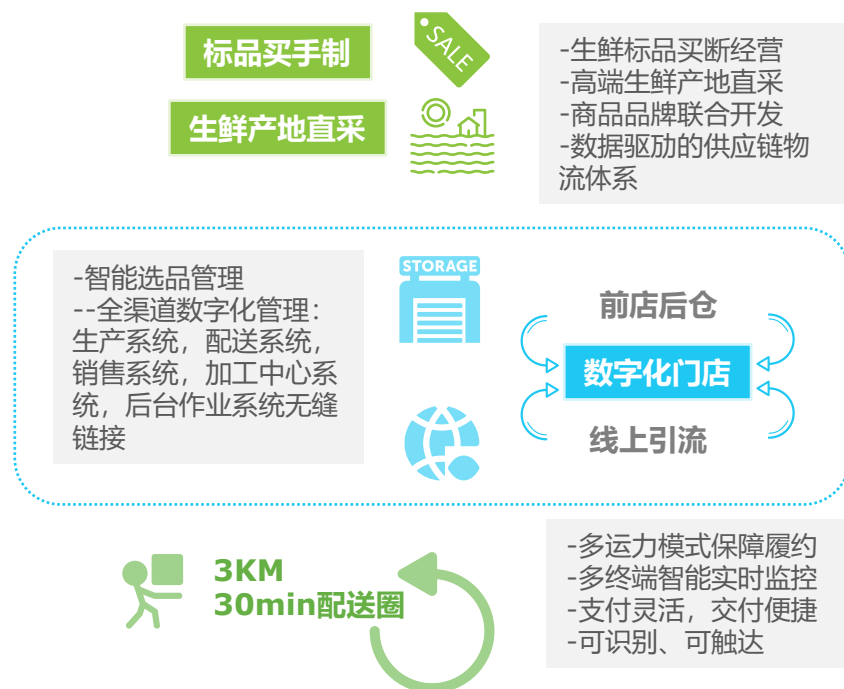 标品买手制
SALE
生鲜产地直采
-生鲜标品买断经营
-高端生鲜产地直采
-商品品牌联合开发
-数据驱励的供应链物
流体系
-智能选品管理
--全渠道数字化管理：
生产系统，配送系统，
销售系统，加工中心系
统，后台作业系统无缝
链接
STORAGE
前店后仓
数字化门店
线上引流
3KM
30min配送圈
-多运力模式保障履约
-多终端智能实时监控
-支付灵活，交付便捷
-可识别、可触达